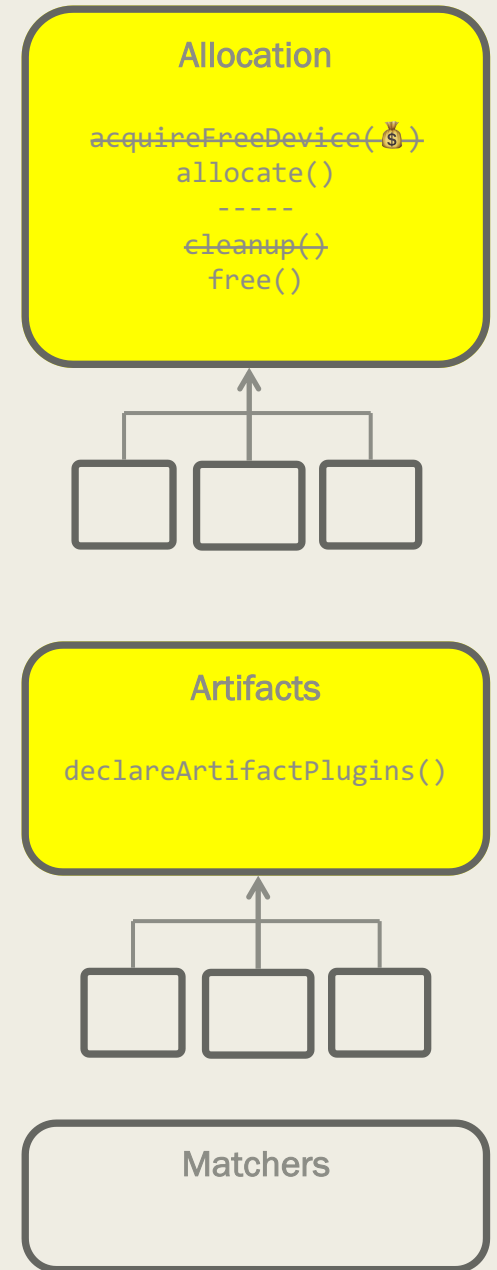 Allocation
acquireFreeDevice(💰)
allocate()
-----
cleanup()
free()
Artifacts
declareArtifactPlugins()
Matchers